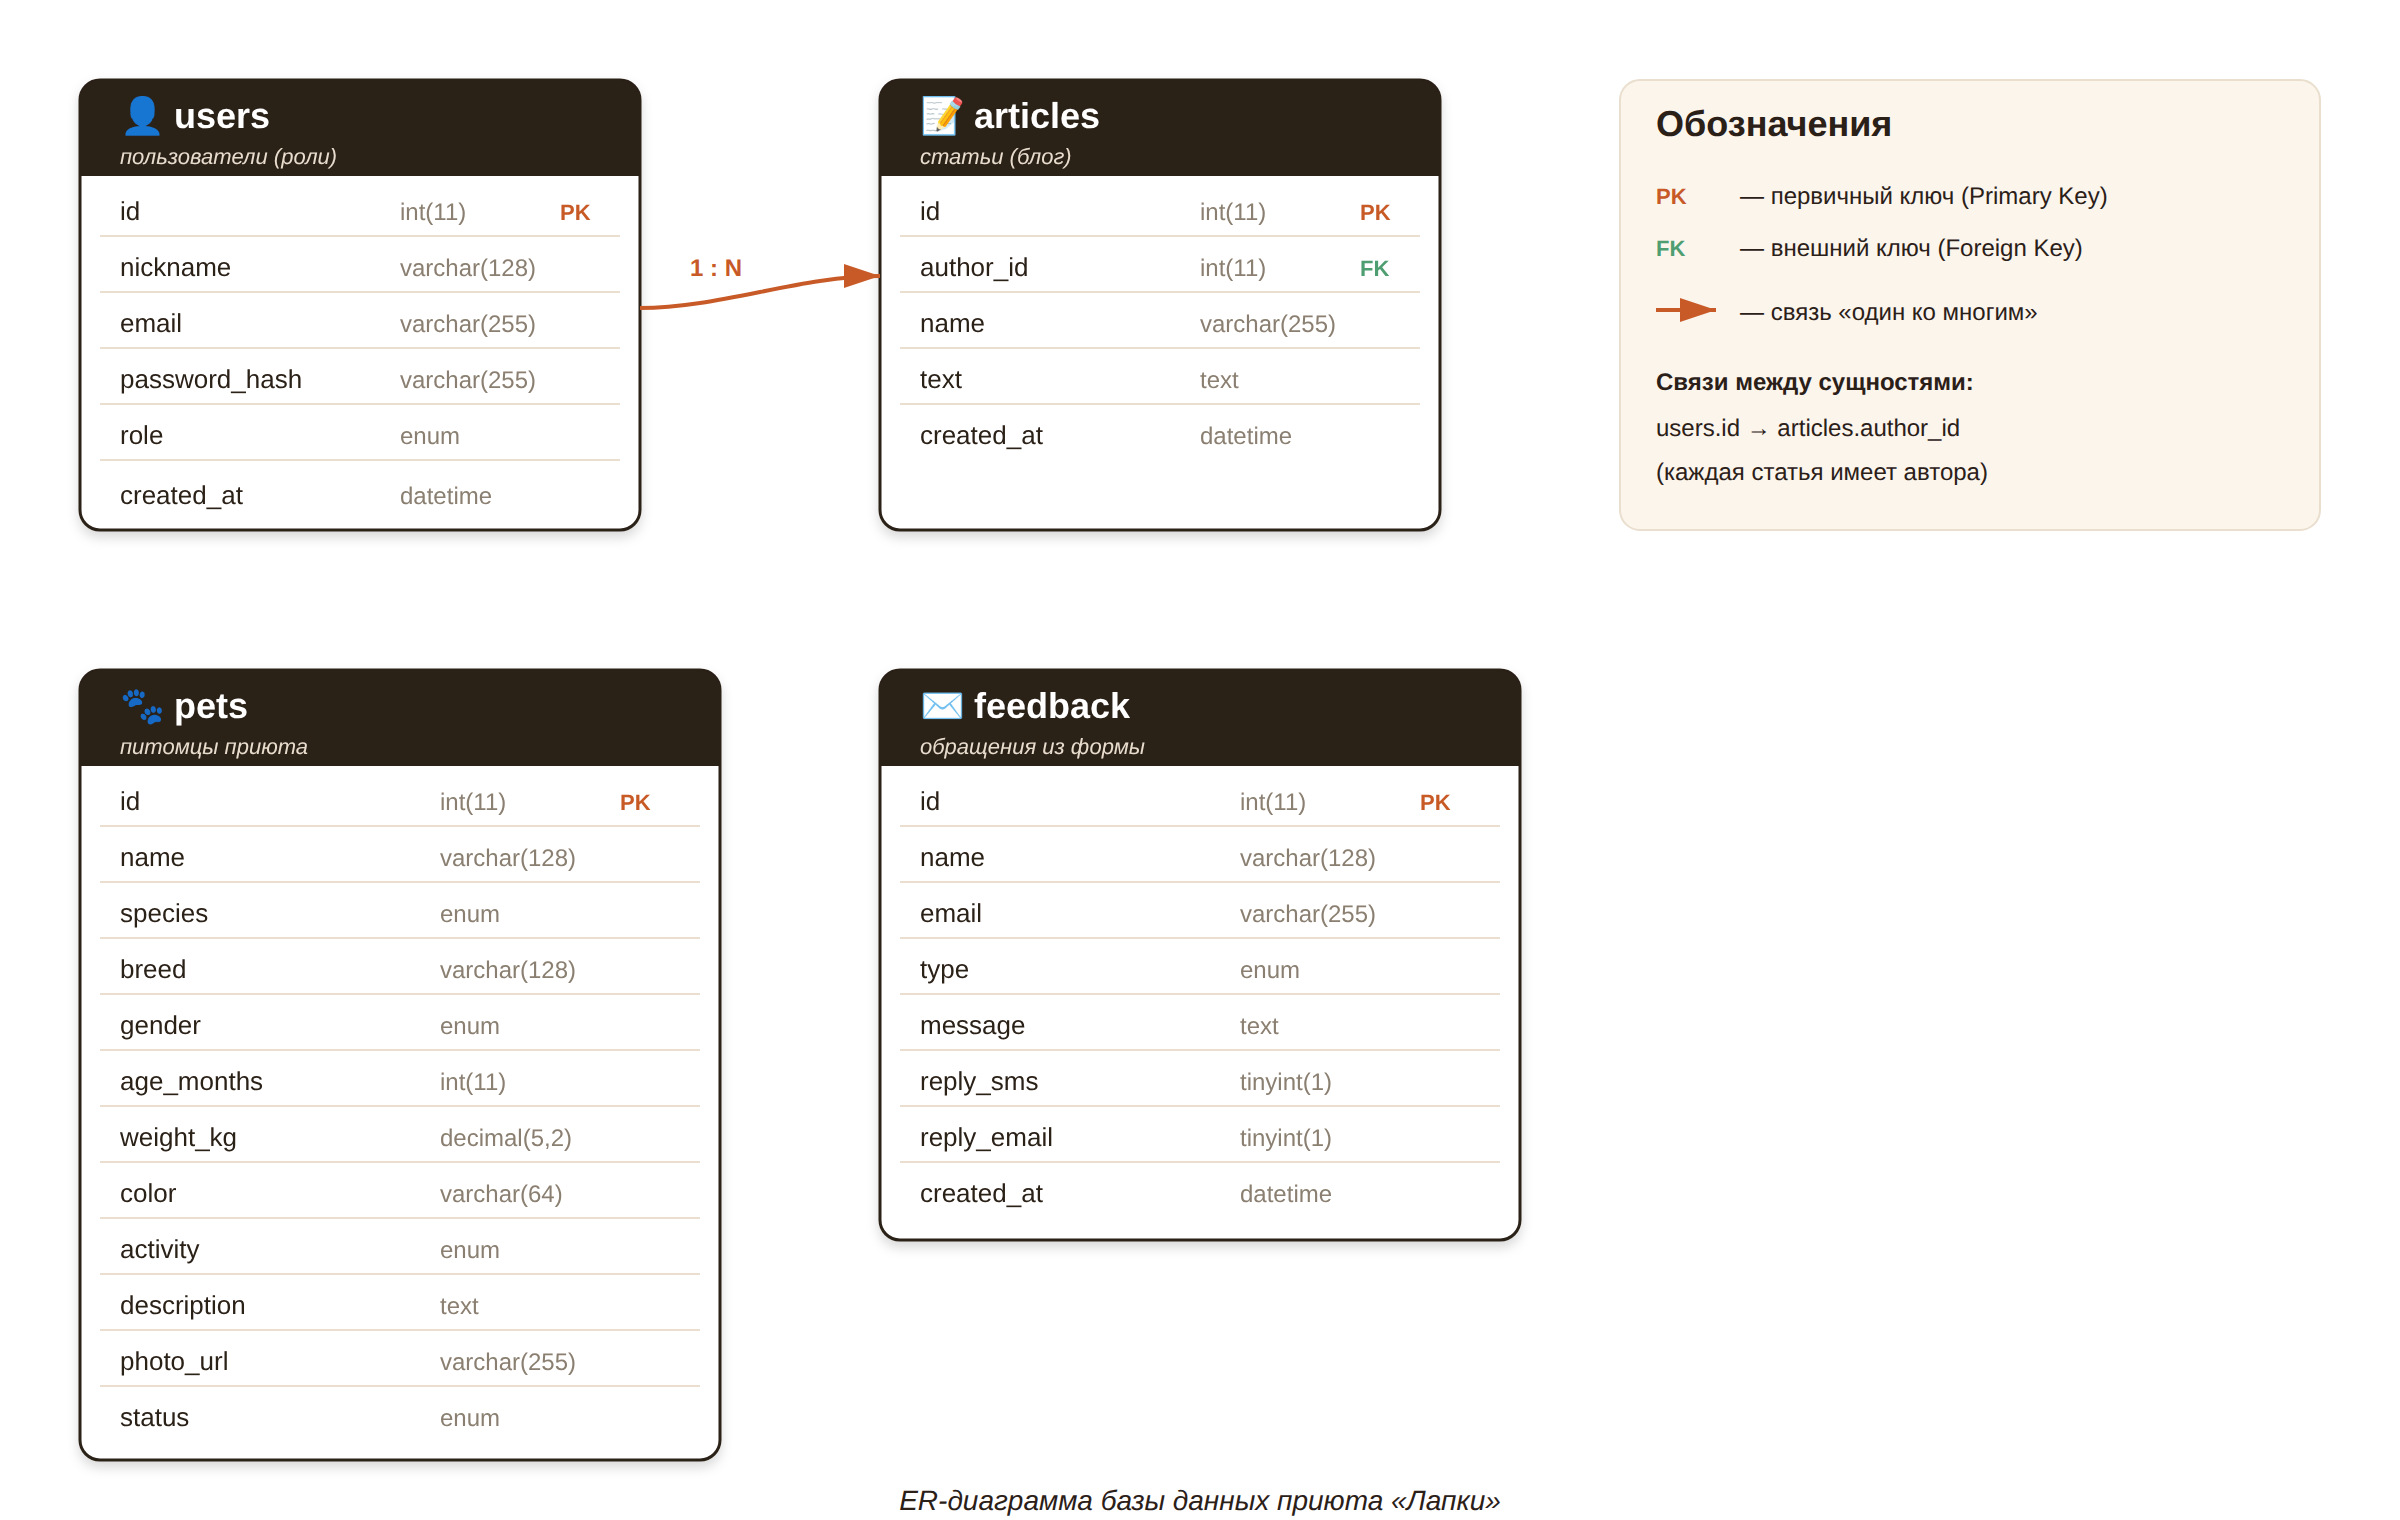 users
пользователи (роли)
id int(11) PK
nickname varchar(128)
email varchar(255)
password_hash varchar(255)
role enum
created_at datetime
1 : N
articles
статьи (блог)
id int(11) PK
author_id int(11) FK
name varchar(255)
text text
created_at datetime
Обозначения
PK — первичный ключ (Primary Key)
FK — внешний ключ (Foreign Key)
— связь «один ко многим»
Связи между сущностями:
users.id → articles.author_id
(каждая статья имеет автора)
pets
питомцы приюта
id int(11) PK
name varchar(128)
species enum
breed varchar(128)
gender enum
age_months int(11)
weight_kg decimal(5,2)
color varchar(64)
activity enum
description text
photo_url varchar(255)
status enum
feedback
обращения из формы
id int(11) PK
name varchar(128)
email varchar(255)
type enum
message text
reply_sms tinyint(1)
reply_email tinyint(1)
created_at datetime
ER-диаграмма базы данных приюта «Лапки»